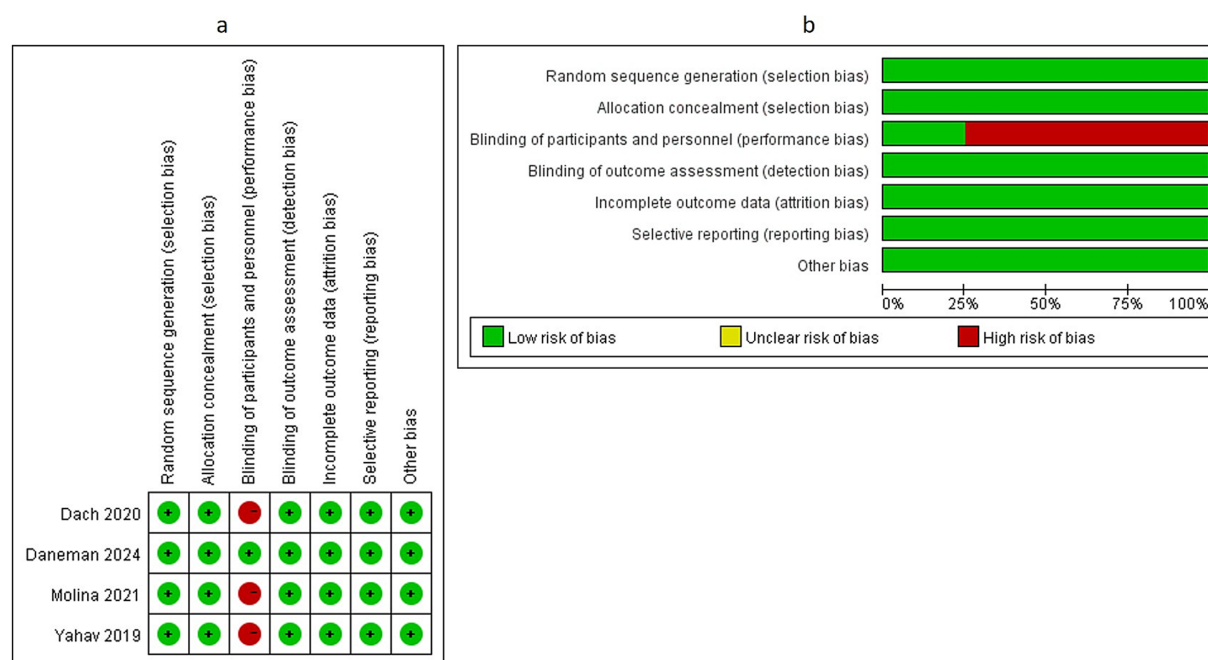 a
Random sequence generation (selection bias)
Allocation concealment (selection bias)
Blinding of participants and personnel (performance bias)
Blinding of outcome assessment (detection bias)
Incomplete outcome data (attrition bias)
Selective reporting (reporting bias)
Other bias
Dach 2020 + + - + + + +
Daneman 2024 + + + + + + +
Molina 2021 + + - + + + +
Yahav 2019 + + - + + + +
b
Random sequence generation (selection bias)
Allocation concealment (selection bias)
Blinding of participants and personnel (performance bias)
Blinding of outcome assessment (detection bias)
Incomplete outcome data (attrition bias)
Selective reporting (reporting bias)
Other bias
0% 25% 50% 75% 100%
Low risk of bias Unclear risk of bias High risk of bias